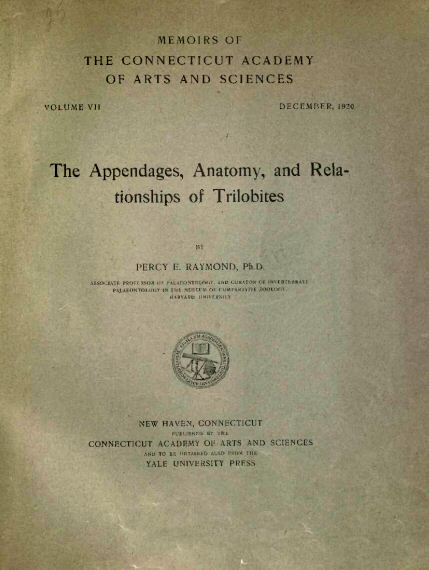 MEMOIRS OF
THE CONNECTICUT ACADEMY
OF ARTS AND SCIENCES
VOLUME VII
DECEMBER, 1920
The Appendages, Anatomy, and Rela-
tionships of Trilobites
BY
PERCY E. RAYMOND, Ph.D.
ASSOCIATE PROFESSOR OF PALAEONTOLOGY, AND CURATOR OF INVERTEBRATE
PALAEONTOLOGY IN THE MUSEUM OF COMPARATIVE ZOOLOGY,
HARVARD UNIVERSITY
NEW HAVEN, CONNECTICUT
PUBLISHED BY THE
CONNECTICUT ACADEMY OF ARTS AND SCIENCES
AND TO BE OBTAINED ALSO FROM THE
YALE UNIVERSITY PRESS